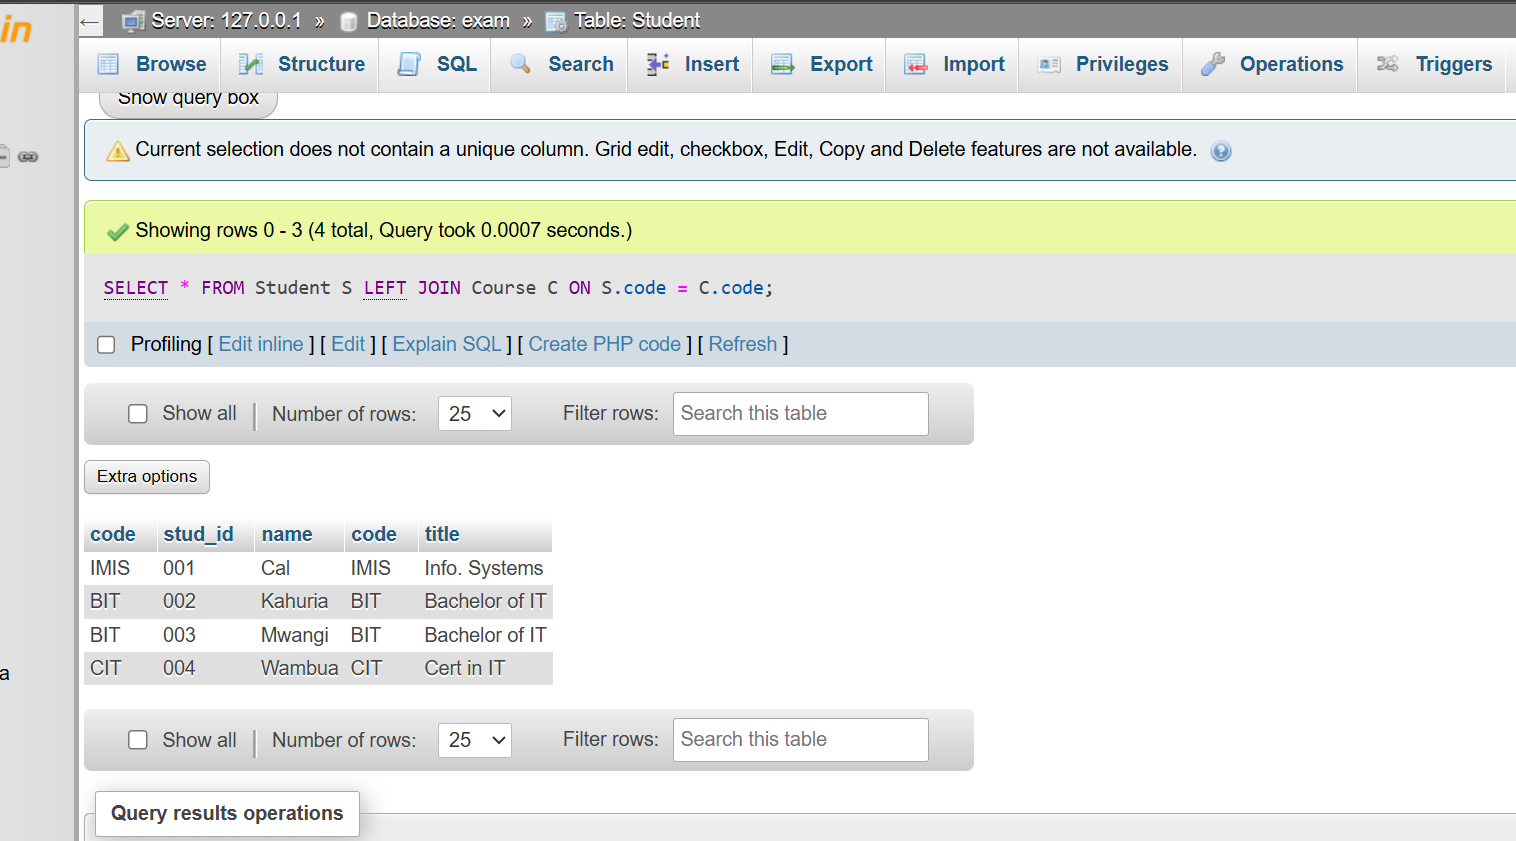 in
← Server: 127.0.0.1 » Database: exam » Table: Student
Browse Structure SQL Search Insert Export Import Privileges Operations Triggers
Show query box
Current selection does not contain a unique column. Grid edit, checkbox, Edit, Copy and Delete features are not available.
Showing rows 0 - 3 (4 total, Query took 0.0007 seconds.)
SELECT * FROM Student S LEFT JOIN Course C ON S.code = C.code;
Profiling [ Edit inline ] [ Edit ] [ Explain SQL ] [ Create PHP code ] [ Refresh ]
Show all | Number of rows: 25 Filter rows: Search this table
Extra options
code stud_id name code title
IMIS 001 Cal IMIS Info. Systems
BIT 002 Kahuria BIT Bachelor of IT
BIT 003 Mwangi BIT Bachelor of IT
CIT 004 Wambua CIT Cert in IT
a
Show all | Number of rows: 25 Filter rows: Search this table
Query results operations